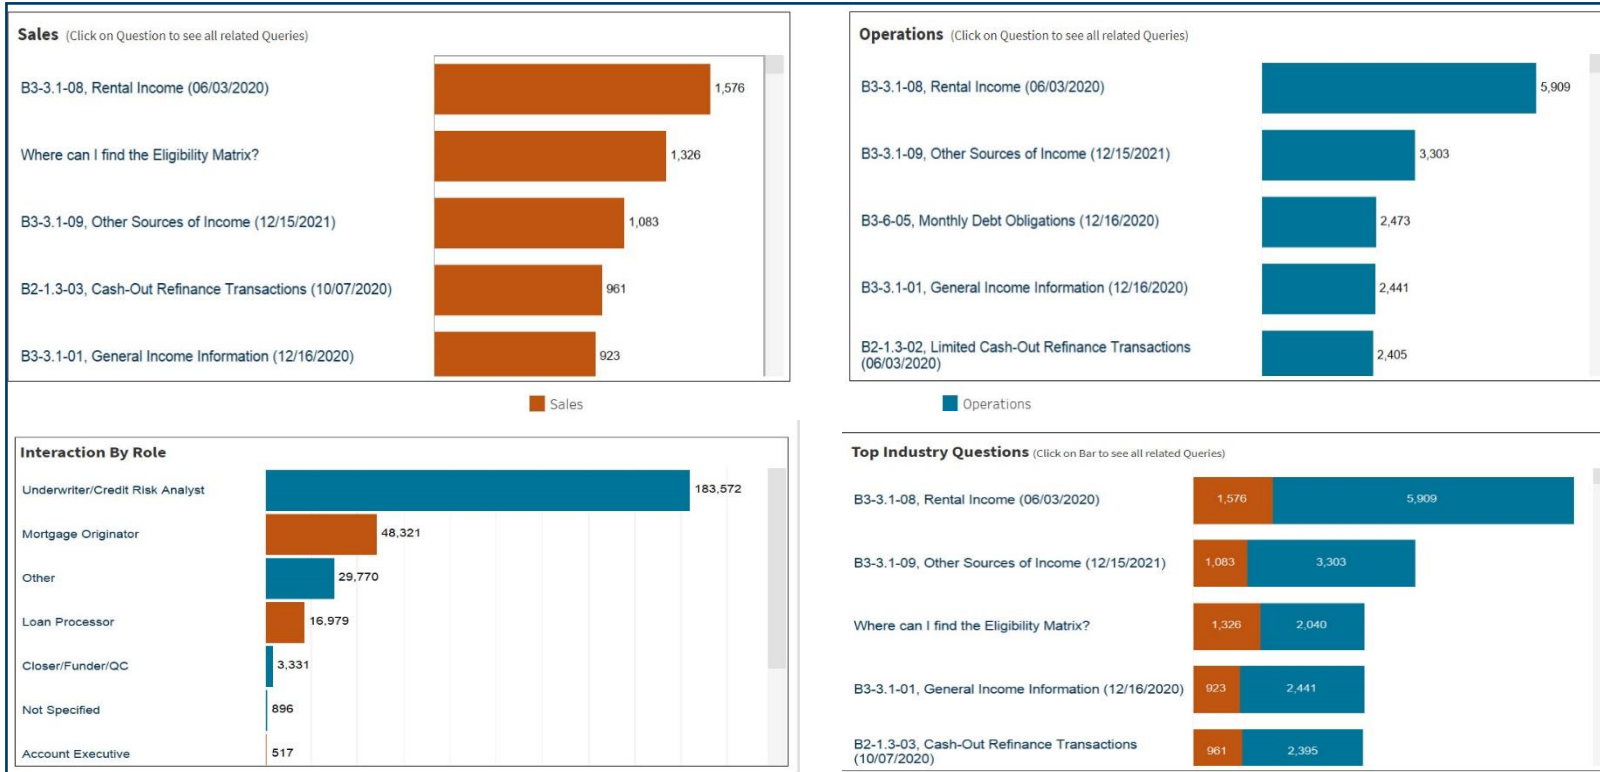 Sales (Click on Question to see all related Queries)
B3-3.1-08, Rental Income (06/03/2020)
1,576
Where can I find the Eligibility Matrix?
1,326
B3-3.1-09, Other Sources of Income (12/15/2021)
1,083
B2-1.3-03, Cash-Out Refinance Transactions (10/07/2020)
961
B3-3.1-01, General Income Information (12/16/2020)
923
Sales
Operations (Click on Question to see all related Queries)
B3-3.1-08, Rental Income (06/03/2020)
5,909
B3-3.1-09, Other Sources of Income (12/15/2021)
3,303
B3-6-05, Monthly Debt Obligations (12/16/2020)
2,473
B3-3.1-01, General Income Information (12/16/2020)
2,441
B2-1.3-02, Limited Cash-Out Refinance Transactions
(06/03/2020)
2,405
Operations
Interaction By Role
Underwriter/Credit Risk Analyst
183,572
Mortgage Originator
48,321
Other
29,770
Loan Processor
16,979
Closer/Funder/QC
3,331
Not Specified
896
Account Executive
517
Top Industry Questions (Click on Bar to see all related Queries)
B3-3.1-08, Rental Income (06/03/2020)
1,576 5,909
B3-3.1-09, Other Sources of Income (12/15/2021)
1,083 3,303
Where can I find the Eligibility Matrix?
1,326 2,040
B3-3.1-01, General Income Information (12/16/2020)
923 2,441
B2-1.3-03, Cash-Out Refinance Transactions
(10/07/2020)
961 2,395